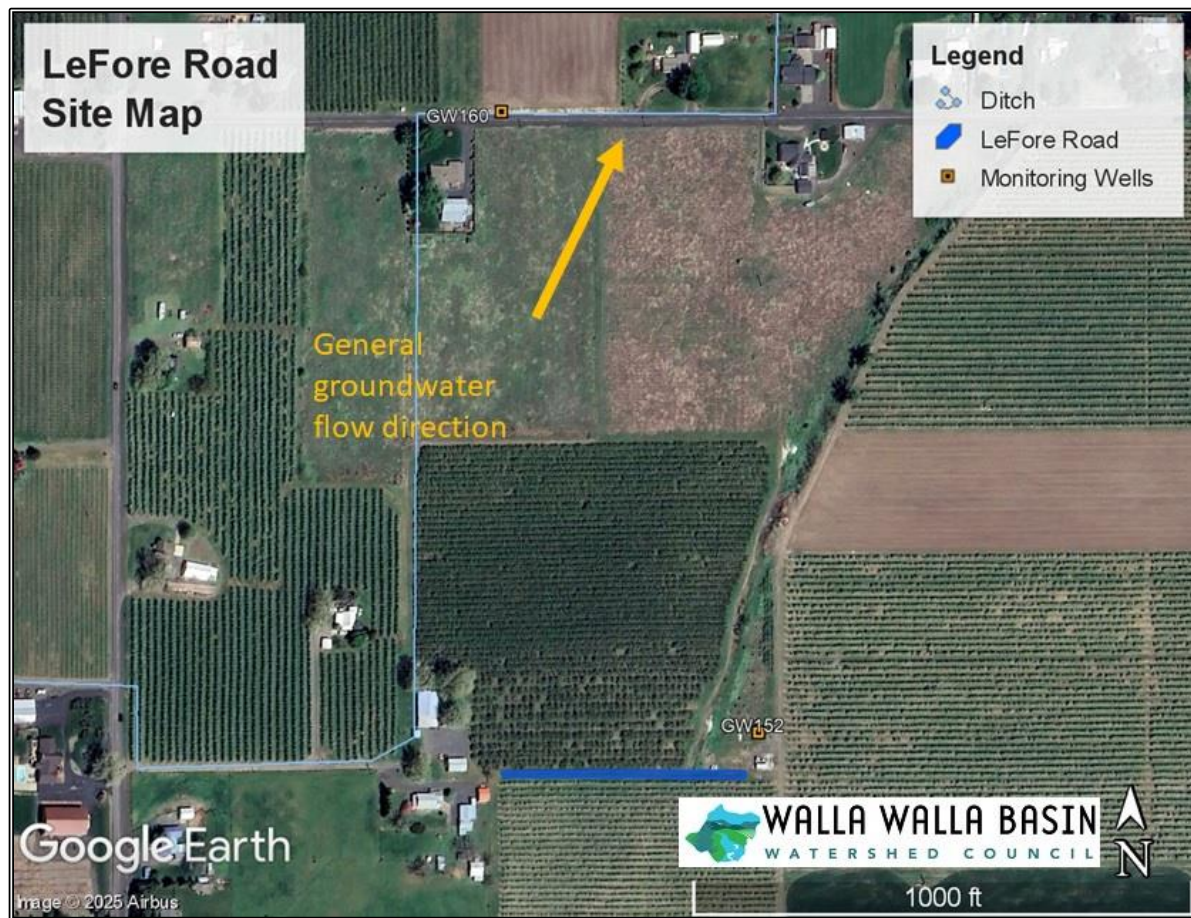 LeFore Road
Site Map
Legend
Ditch
LeFore Road
Monitoring Wells
GW160
General
groundwater
flow direction
GW152
WALLA WALLA BASIN
WATERSHED COUNCIL
N
Google Earth
1000 ft
Image © 2025 Airbus